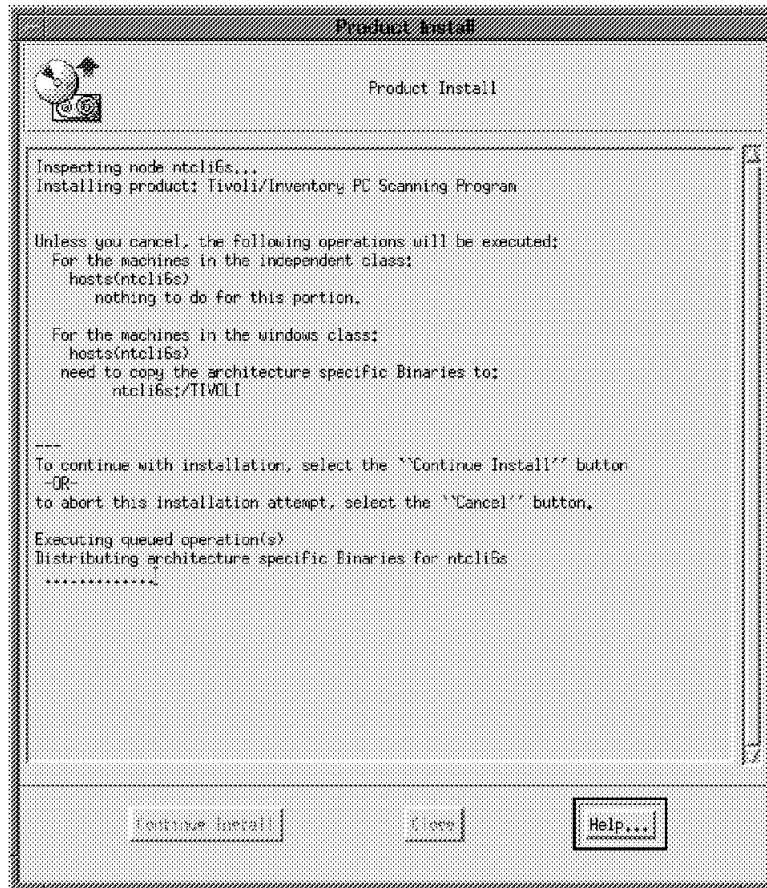 Product Install
Product Install
Inspecting node ntcli6s...
Installing product: Tivoli/Inventory PC Scanning Program
Unless you cancel, the following operations will be executed:
For the machines in the independent class:
hosts(ntcli6s)
nothing to do for this portion.
For the machines in the windows class:
hosts(ntcli6s)
need to copy the architecture specific Binaries to:
ntcli6s:/TIVOLI
---
To continue with installation, select the ``Continue Install'' button
-OR-
to abort this installation attempt, select the ``Cancel'' button.
Executing queued operation(s)
Distributing architecture specific Binaries for ntcli6s
.............
Continue Install
Close
Help...